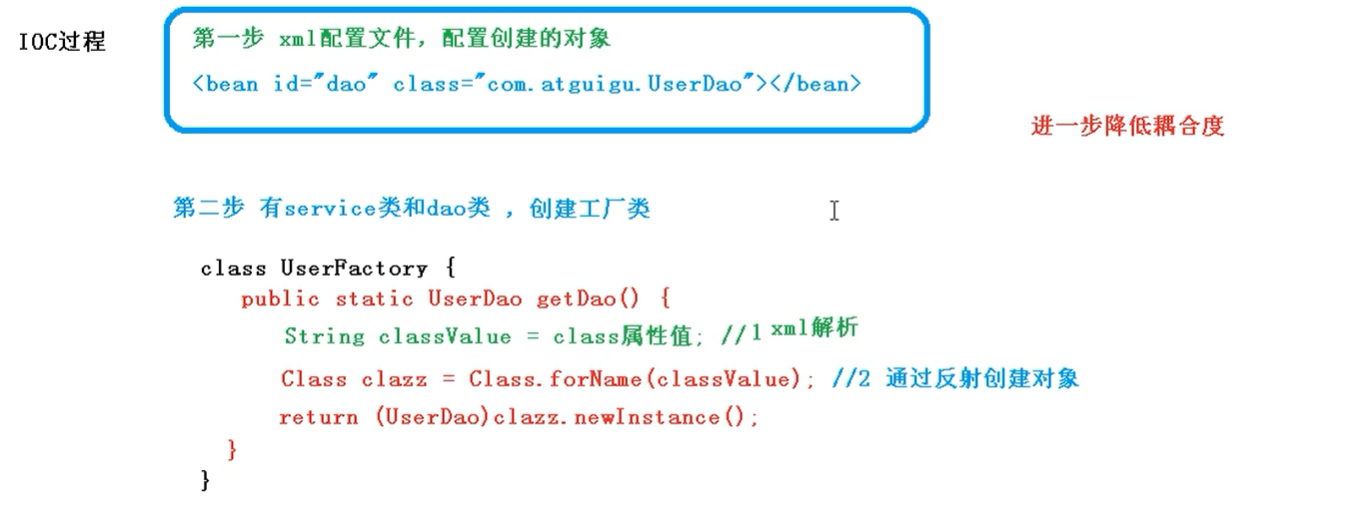 IOC过程
第一步 xml配置文件，配置创建的对象
<bean id="dao" class="com.atguigu.UserDao"></bean>
进一步降低耦合度
第二步 有service类和dao类 ，创建工厂类
class UserFactory {
public static UserDao getDao() {
String classValue = class属性值; //1 xml解析
Class clazz = Class.forName(classValue); //2 通过反射创建对象
return (UserDao)clazz.newInstance();
}
}